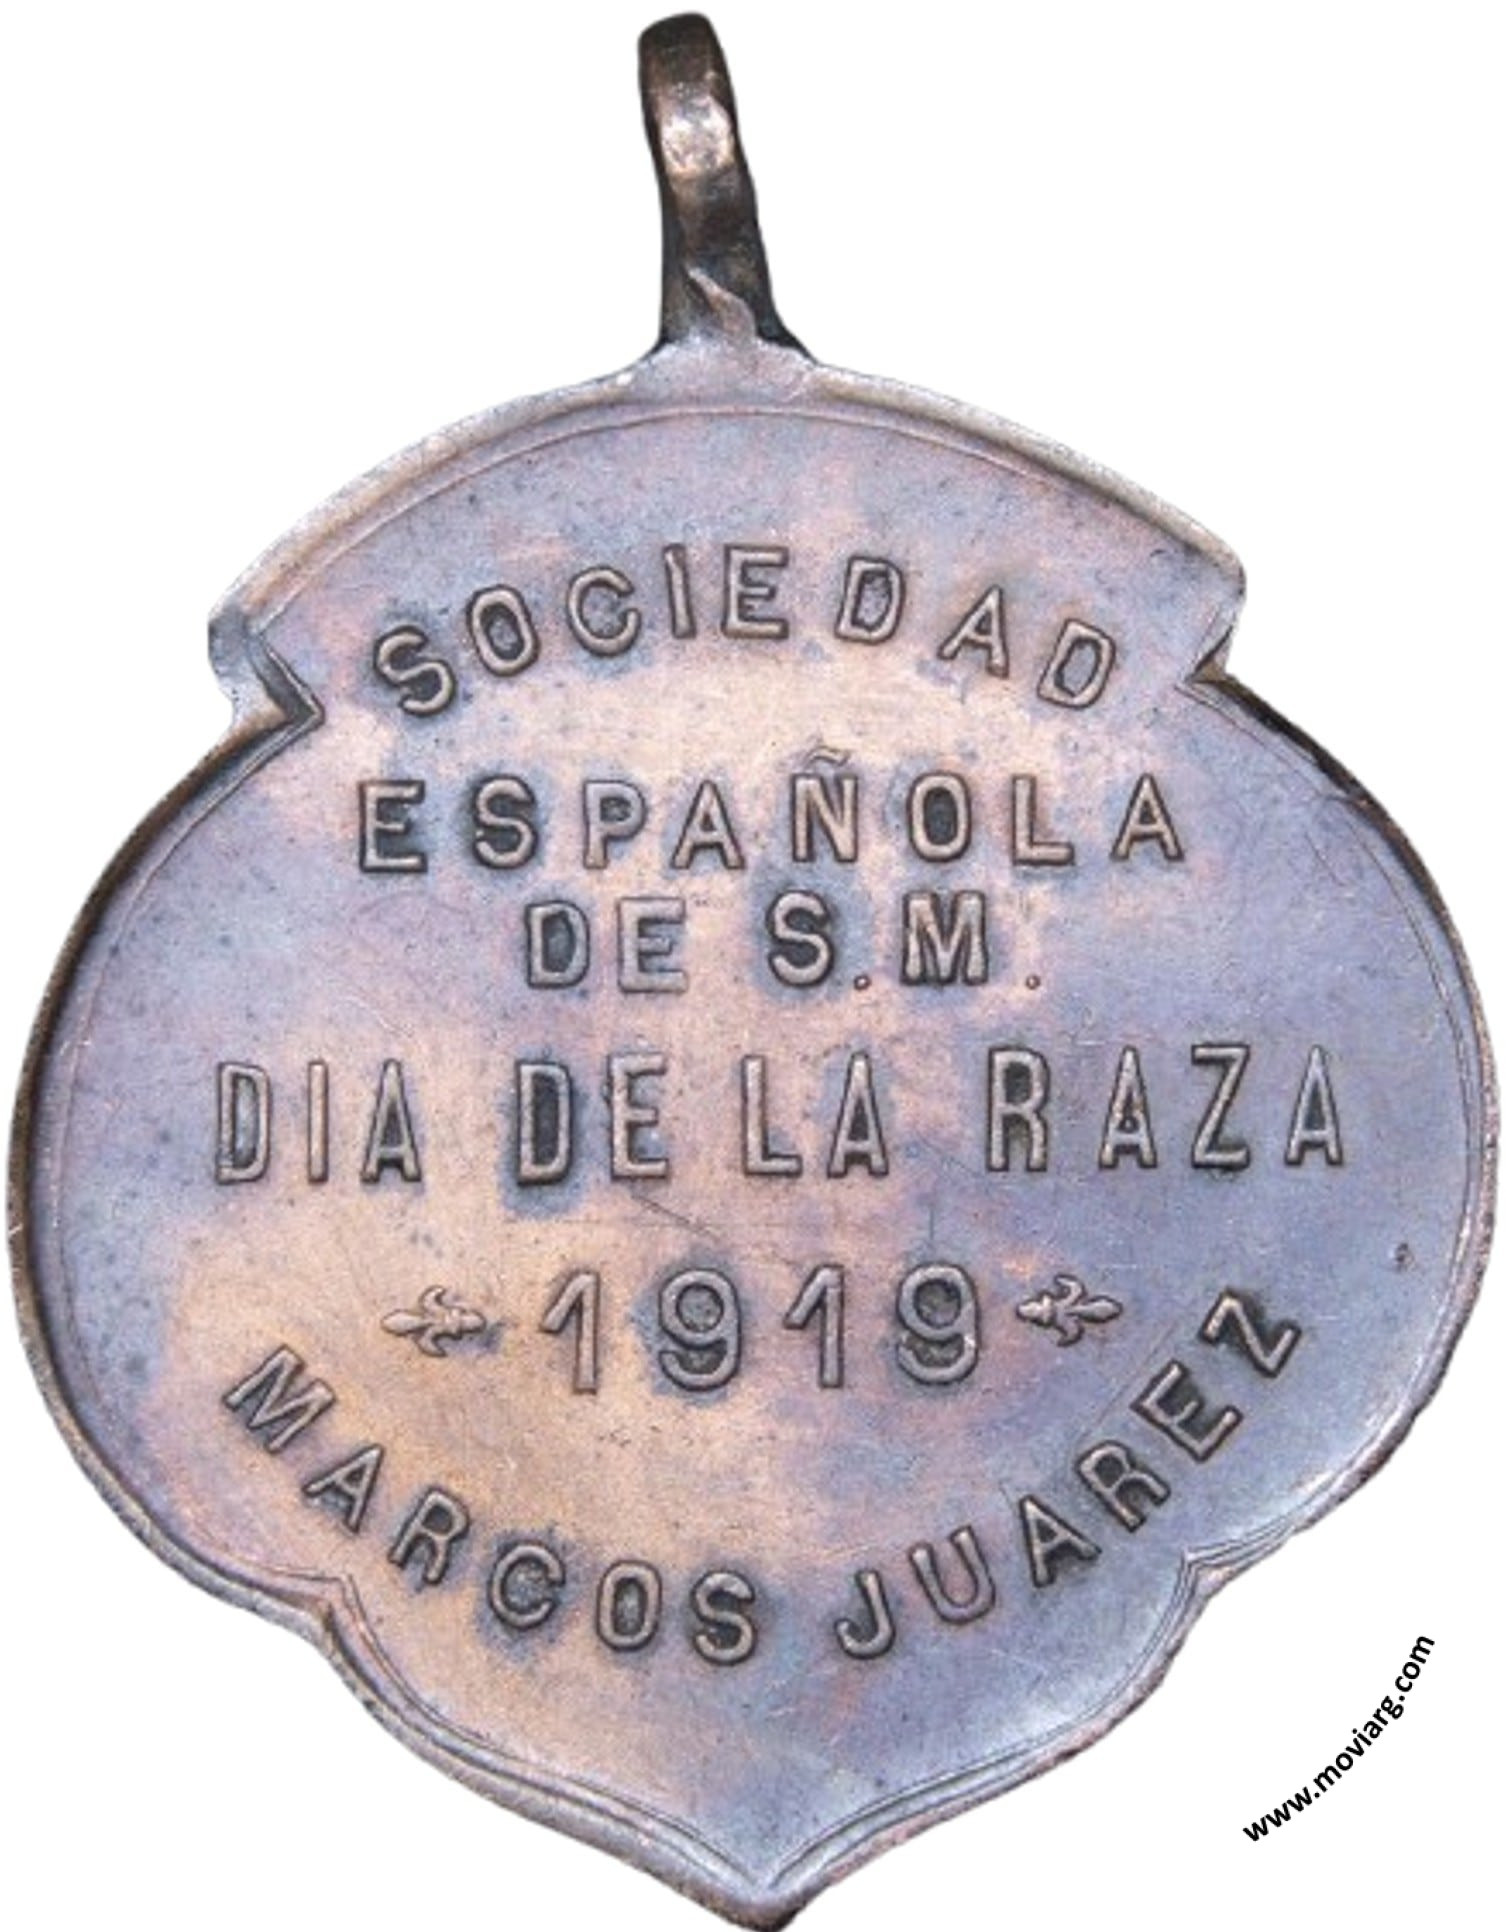 SOCIEDAD
ESPAÑOLA
DE S.M.
DIA DE LA RAZA
1919
MARCOS JUAREZ
www.moviarg.com